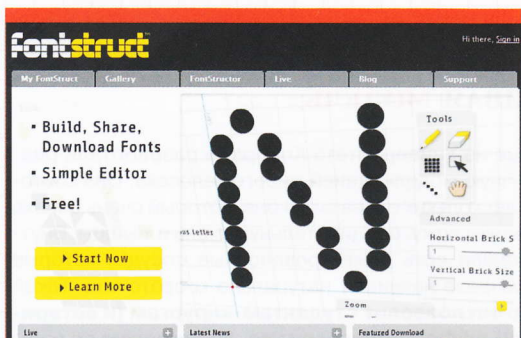 fontstruct
Hi there, Sign in
My FontStruct Gallery FontStructor Live Blog Support
▪ Build, Share,
Download Fonts
▪ Simple Editor
▪ Free!
Start Now
Learn More
Tools
Advanced
Horizontal Brick S
1
Vertical Brick Size
1
Zoom
Live Latest News Featured Download